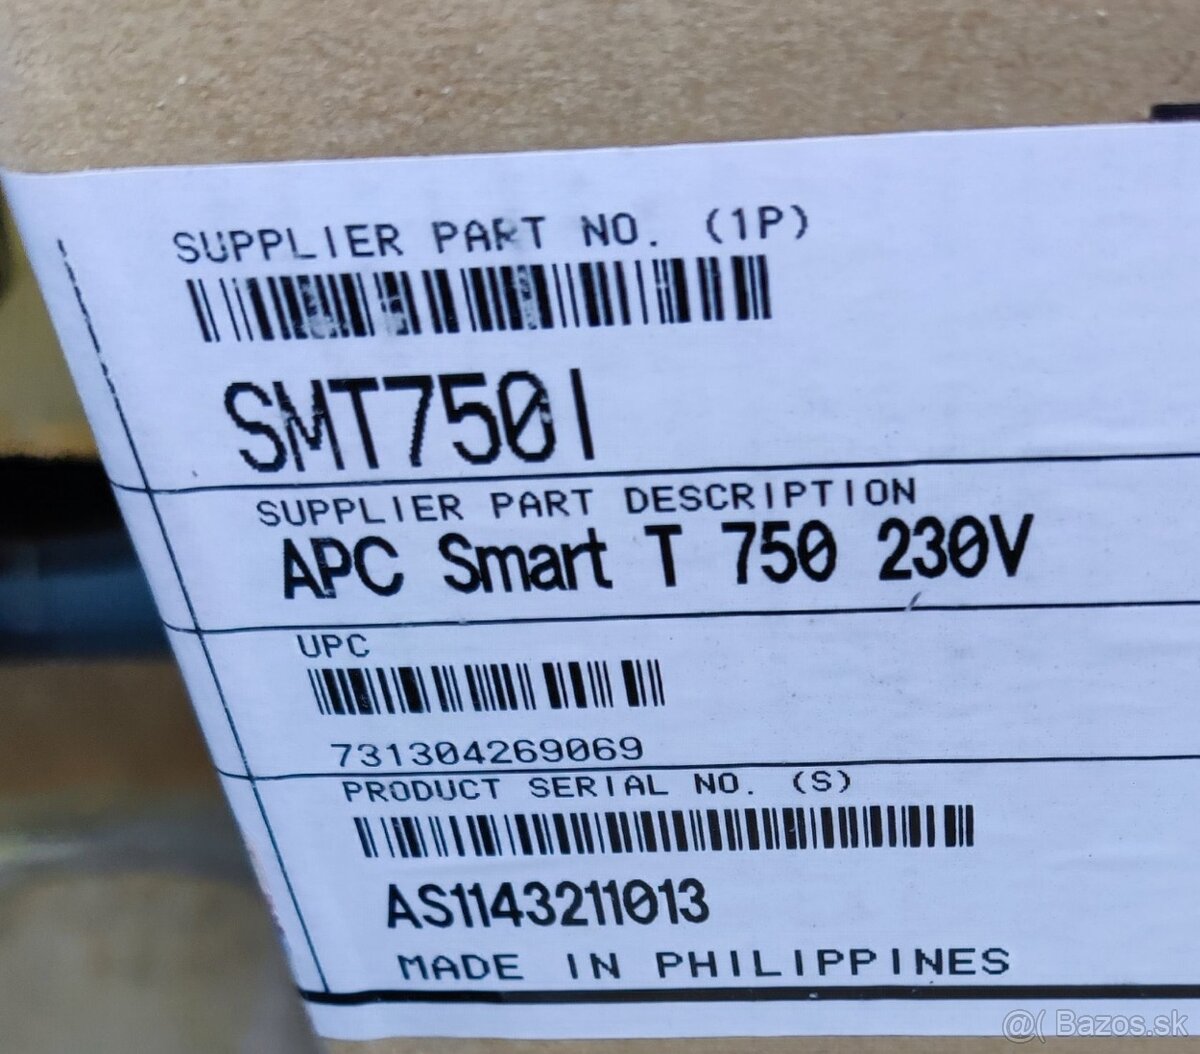 SUPPLIER PART NO. (1P)
SMT750I
SUPPLIER PART DESCRIPTION
APC Smart T 750 230V
UPC
731304269069
PRODUCT SERIAL NO. (S)
AS1143211013
MADE IN PHILIPPINES
@( Bazos.sk